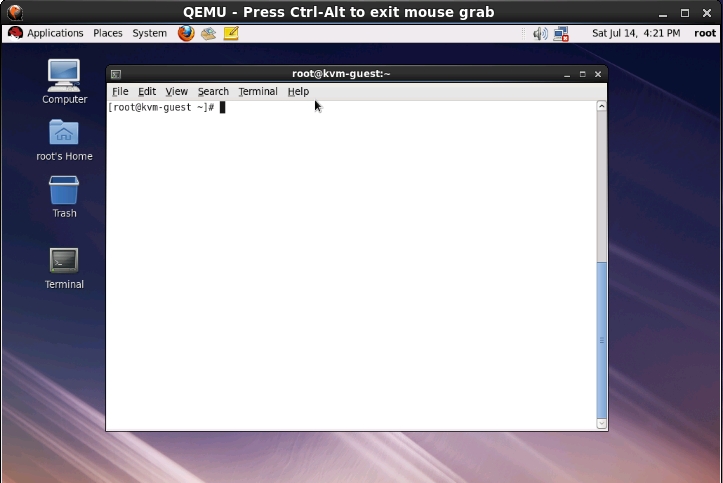 QEMU - Press Ctrl-Alt to exit mouse grab
Applications Places System Sat Jul 14, 4:21 PM root
Computer
root's Home
Trash
Terminal
root@kvm-guest:~
File Edit View Search Terminal Help
[root@kvm-guest ~]#